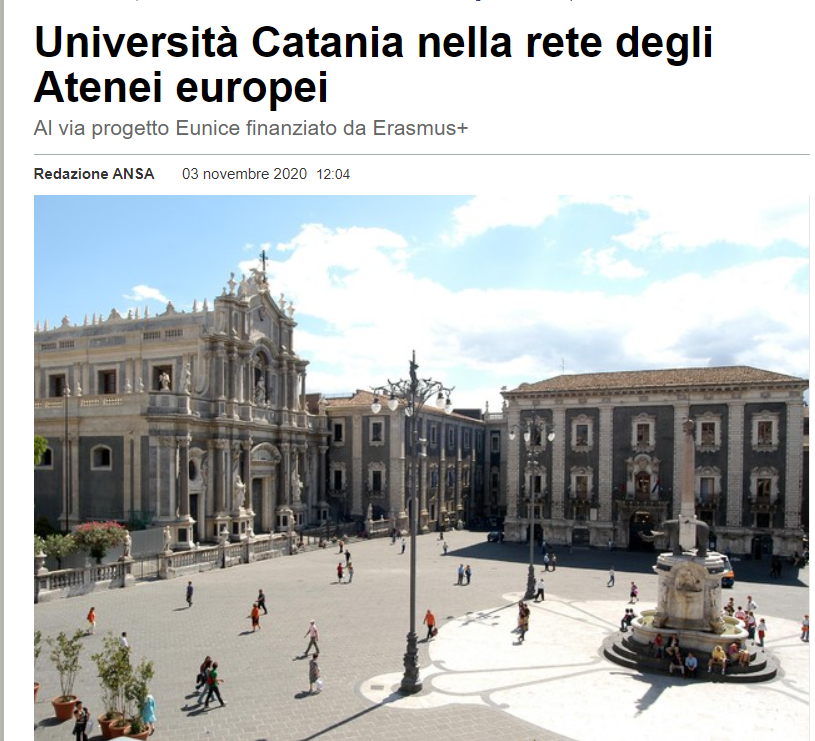 Università Catania nella rete degli
Atenei europei
Al via progetto Eunice finanziato da Erasmus+
Redazione ANSA 03 novembre 2020 12:04